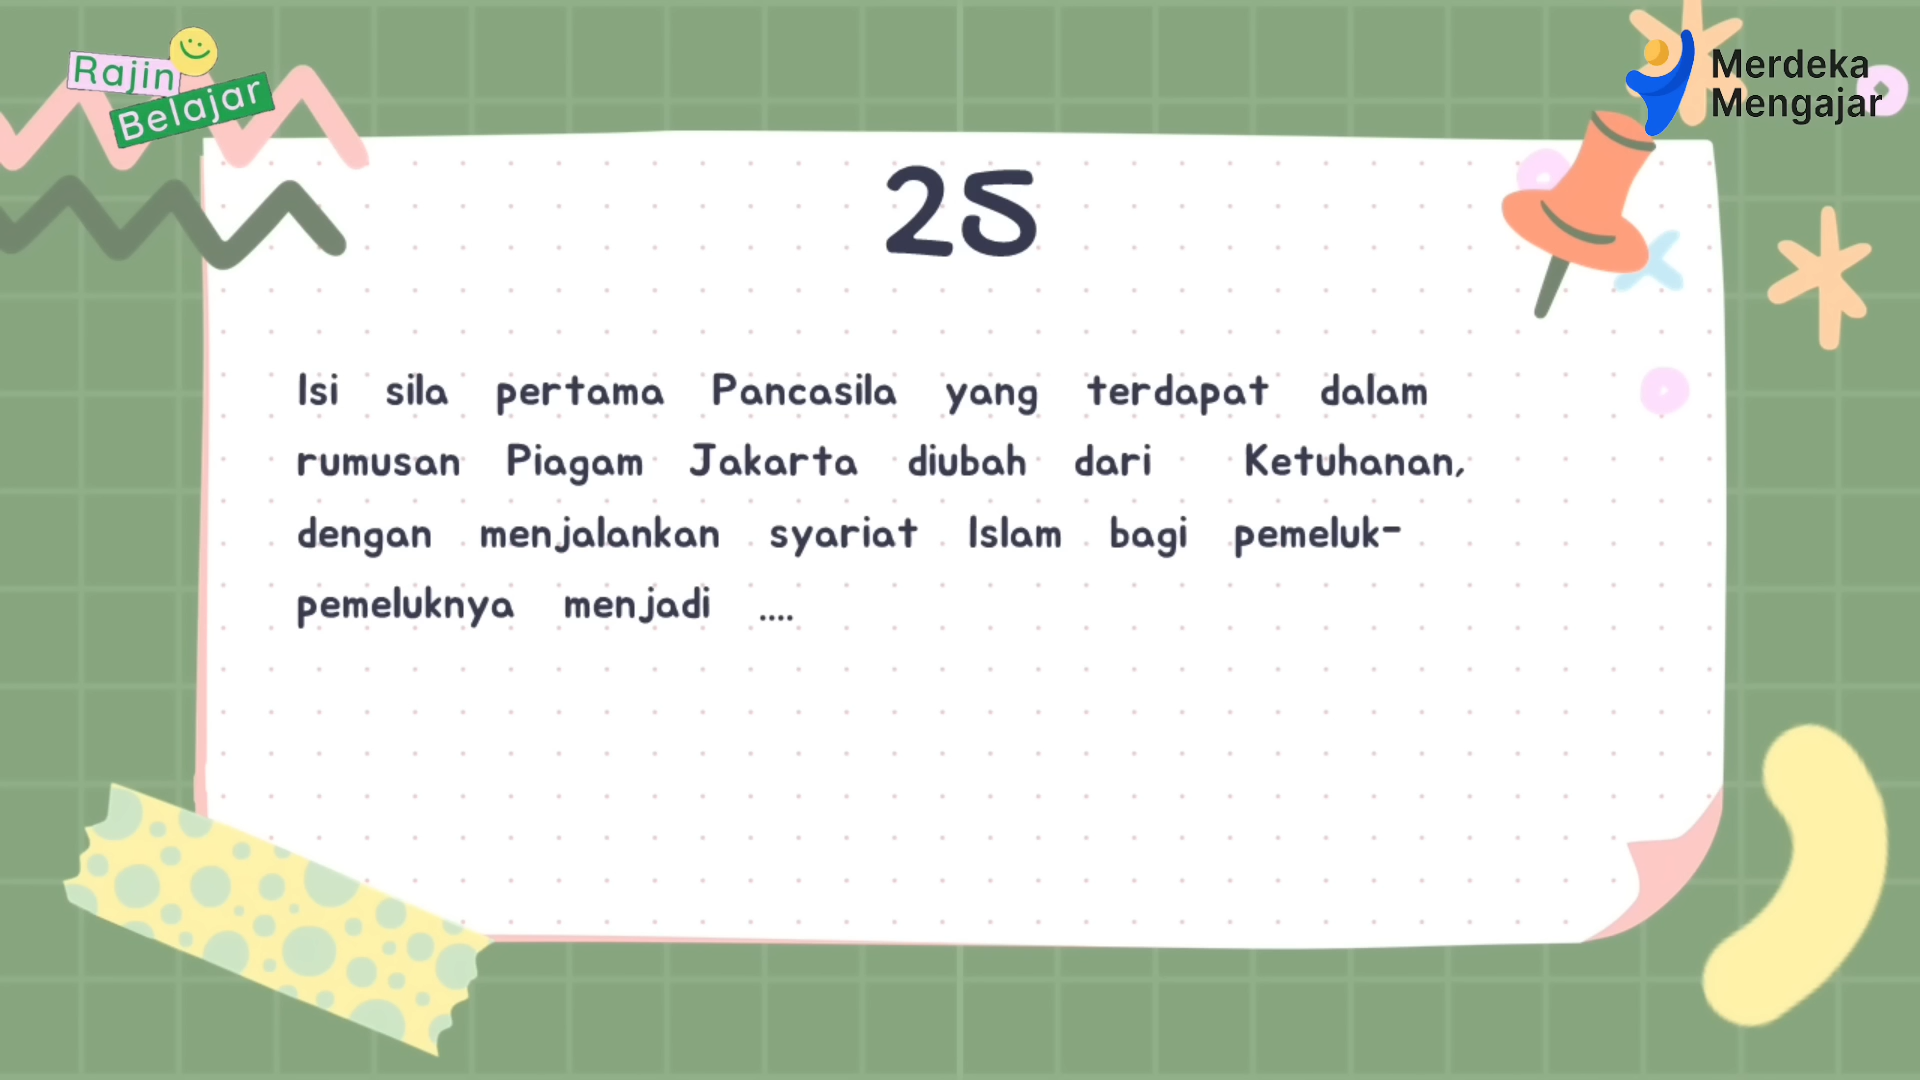 Rajin
Belajar
Merdeka
Mengajar
25
Isi sila pertama Pancasila yang terdapat dalam
rumusan Piagam Jakarta diubah dari Ketuhanan,
dengan menjalankan syariat Islam bagi pemeluk-
pemeluknya menjadi ....